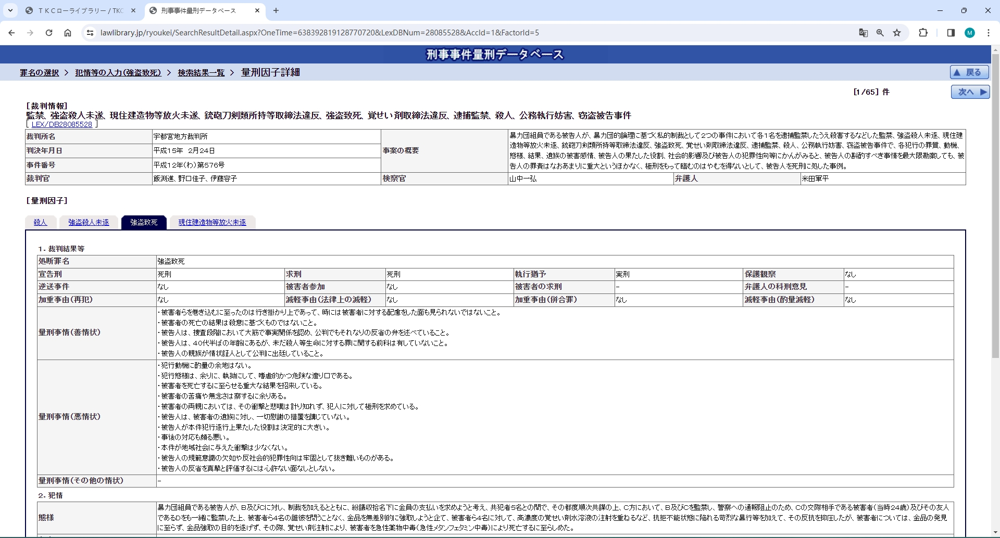 ＴＫＣローライブラリー / TKC
刑事事件量刑データベース
lawlibrary.jp/ryoukei/SearchResultDetail.aspx?OneTime=638392819128770720&LexDBNum=28085528&AccId=1&FactorId=5
M
刑事事件量刑データベース
罪名の選択 > 犯情等の入力(強盗致死) > 検索結果一覧 > 量刑因子詳細
▲ 戻る
[1/65] 件
次へ ▶
[裁判情報]
監禁、強盗殺人未遂、現住建造物等放火未遂、銃砲刀剣類所持等取締法違反、強盗致死、覚せい剤取締法違反、逮捕監禁、殺人、公務執行妨害、窃盗被告事件
[ LEX/DB28085528 ]
裁判所名 宇都宮地方裁判所
判決年月日 平成15年 2月24日
事件番号 平成12年(わ)第576号
事案の概要
暴力団組員である被告人が、暴力団的論理に基づく私的制裁として2つの事件において各1名を逮捕監禁したうえ殺害するなどした監禁、強盗殺人未遂、現住建
造物等放火未遂、銃砲刀剣類所持等取締法違反、強盗致死、覚せい剤取締法違反、逮捕監禁、殺人、公務執行妨害、窃盗被告事件で、各犯行の罪質、動機、
態様、結果、遺族の被害感情、被告人の果たした役割、社会的影響及び被告人の犯罪性向等にかんがみると、被告人の斟酌すべき事情を最大限勘案しても、被
告人の罪責はなおあまりに重大というほかなく、極刑をもって臨むのはやむを得ないとして、被告人を死刑に処した事例。
裁判官 飯渕進、野口佳子、伊藤容子 検察官 山中一弘 弁護人 米田軍平
[量刑因子]
殺人 強盗殺人未遂 強盗致死 現住建造物等放火未遂
1. 裁判結果等
処断罪名 強盗致死
宣告刑 死刑 求刑 死刑 執行猶予 実刑 保護観察 なし
逆送事件 なし 被害者参加 なし 被害者の求刑 - 弁護人の科刑意見 -
加重事由(再犯) なし 減軽事由(法律上の減軽) なし 加重事由(併合罪) なし 減軽事由(酌量減軽) なし
量刑事情(善情状)
・被害者らを巻き込むに至ったのは行き掛かり上であって、時には被害者に対する配慮をした面も見られないではないこと。
・被害者の死亡の結果は殺意に基づくものではないこと。
・被告人は、捜査段階において大筋で事実関係を認め、公判でもそれなりの反省の弁を述べていること。
・被告人は、40代半ばの年齢にあるが、未だ殺人等生命に対する罪に関する前科は有していないこと。
・被告人の親族が情状証人として公判に出廷していること。
量刑事情(悪情状)
・犯行動機に酌量の余地はない。
・犯行態様は、余りに、執拗にして、嗜虐的かつ危険な遣り口である。
・被害者を死亡するに至らせる重大な結果を招来している。
・被害者の苦痛や無念さは察するに余りある。
・被害者の両親においては、その衝撃と悲嘆は計り知れず、犯人に対して極刑を求めている。
・被告人は、被害者の遺族に対し、一切慰謝の措置を講じていない。
・被告人が本件犯行遂行上果たした役割は決定的に大きい。
・事後の対応も頗る悪い。
・本件が地域社会に与えた衝撃は少なくない。
・被告人の規範意識の欠如や反社会的犯罪性向は牢固として抜き難いものがある。
・被告人の反省を真摯と評価するには心許ない面なしとしない。
量刑事情(その他の情状) -
2. 犯情
態様
暴力団組員である被告人が、B及びCに対し、制裁を加えるとともに、紛議収拾名下に金員の支払いを求めようと考え、共犯者5名との間で、その都度順次共謀の上、C方において、B及びCを監禁し、警察への通報阻止のため、Cの交際相手である被害者(当時24歳)及びその友人
であるDをも一緒に監禁した上、被害者ら4名の誰彼を問うことなく、金品を無差別的に強取しようと企て、被害者ら4名に対して、高濃度の覚せい剤水溶液の注射を重ねるなど、抗拒不能状態に陥れる苛烈な暴行等を加えて、その反抗を抑圧したが、被害者については、金品の発見
に至らず、金品強取の目的を遂げず、その際、覚せい剤注射により、被害者を急性薬物中毒(急性メタンフェタミン中毒)により死亡するに至らしめた。